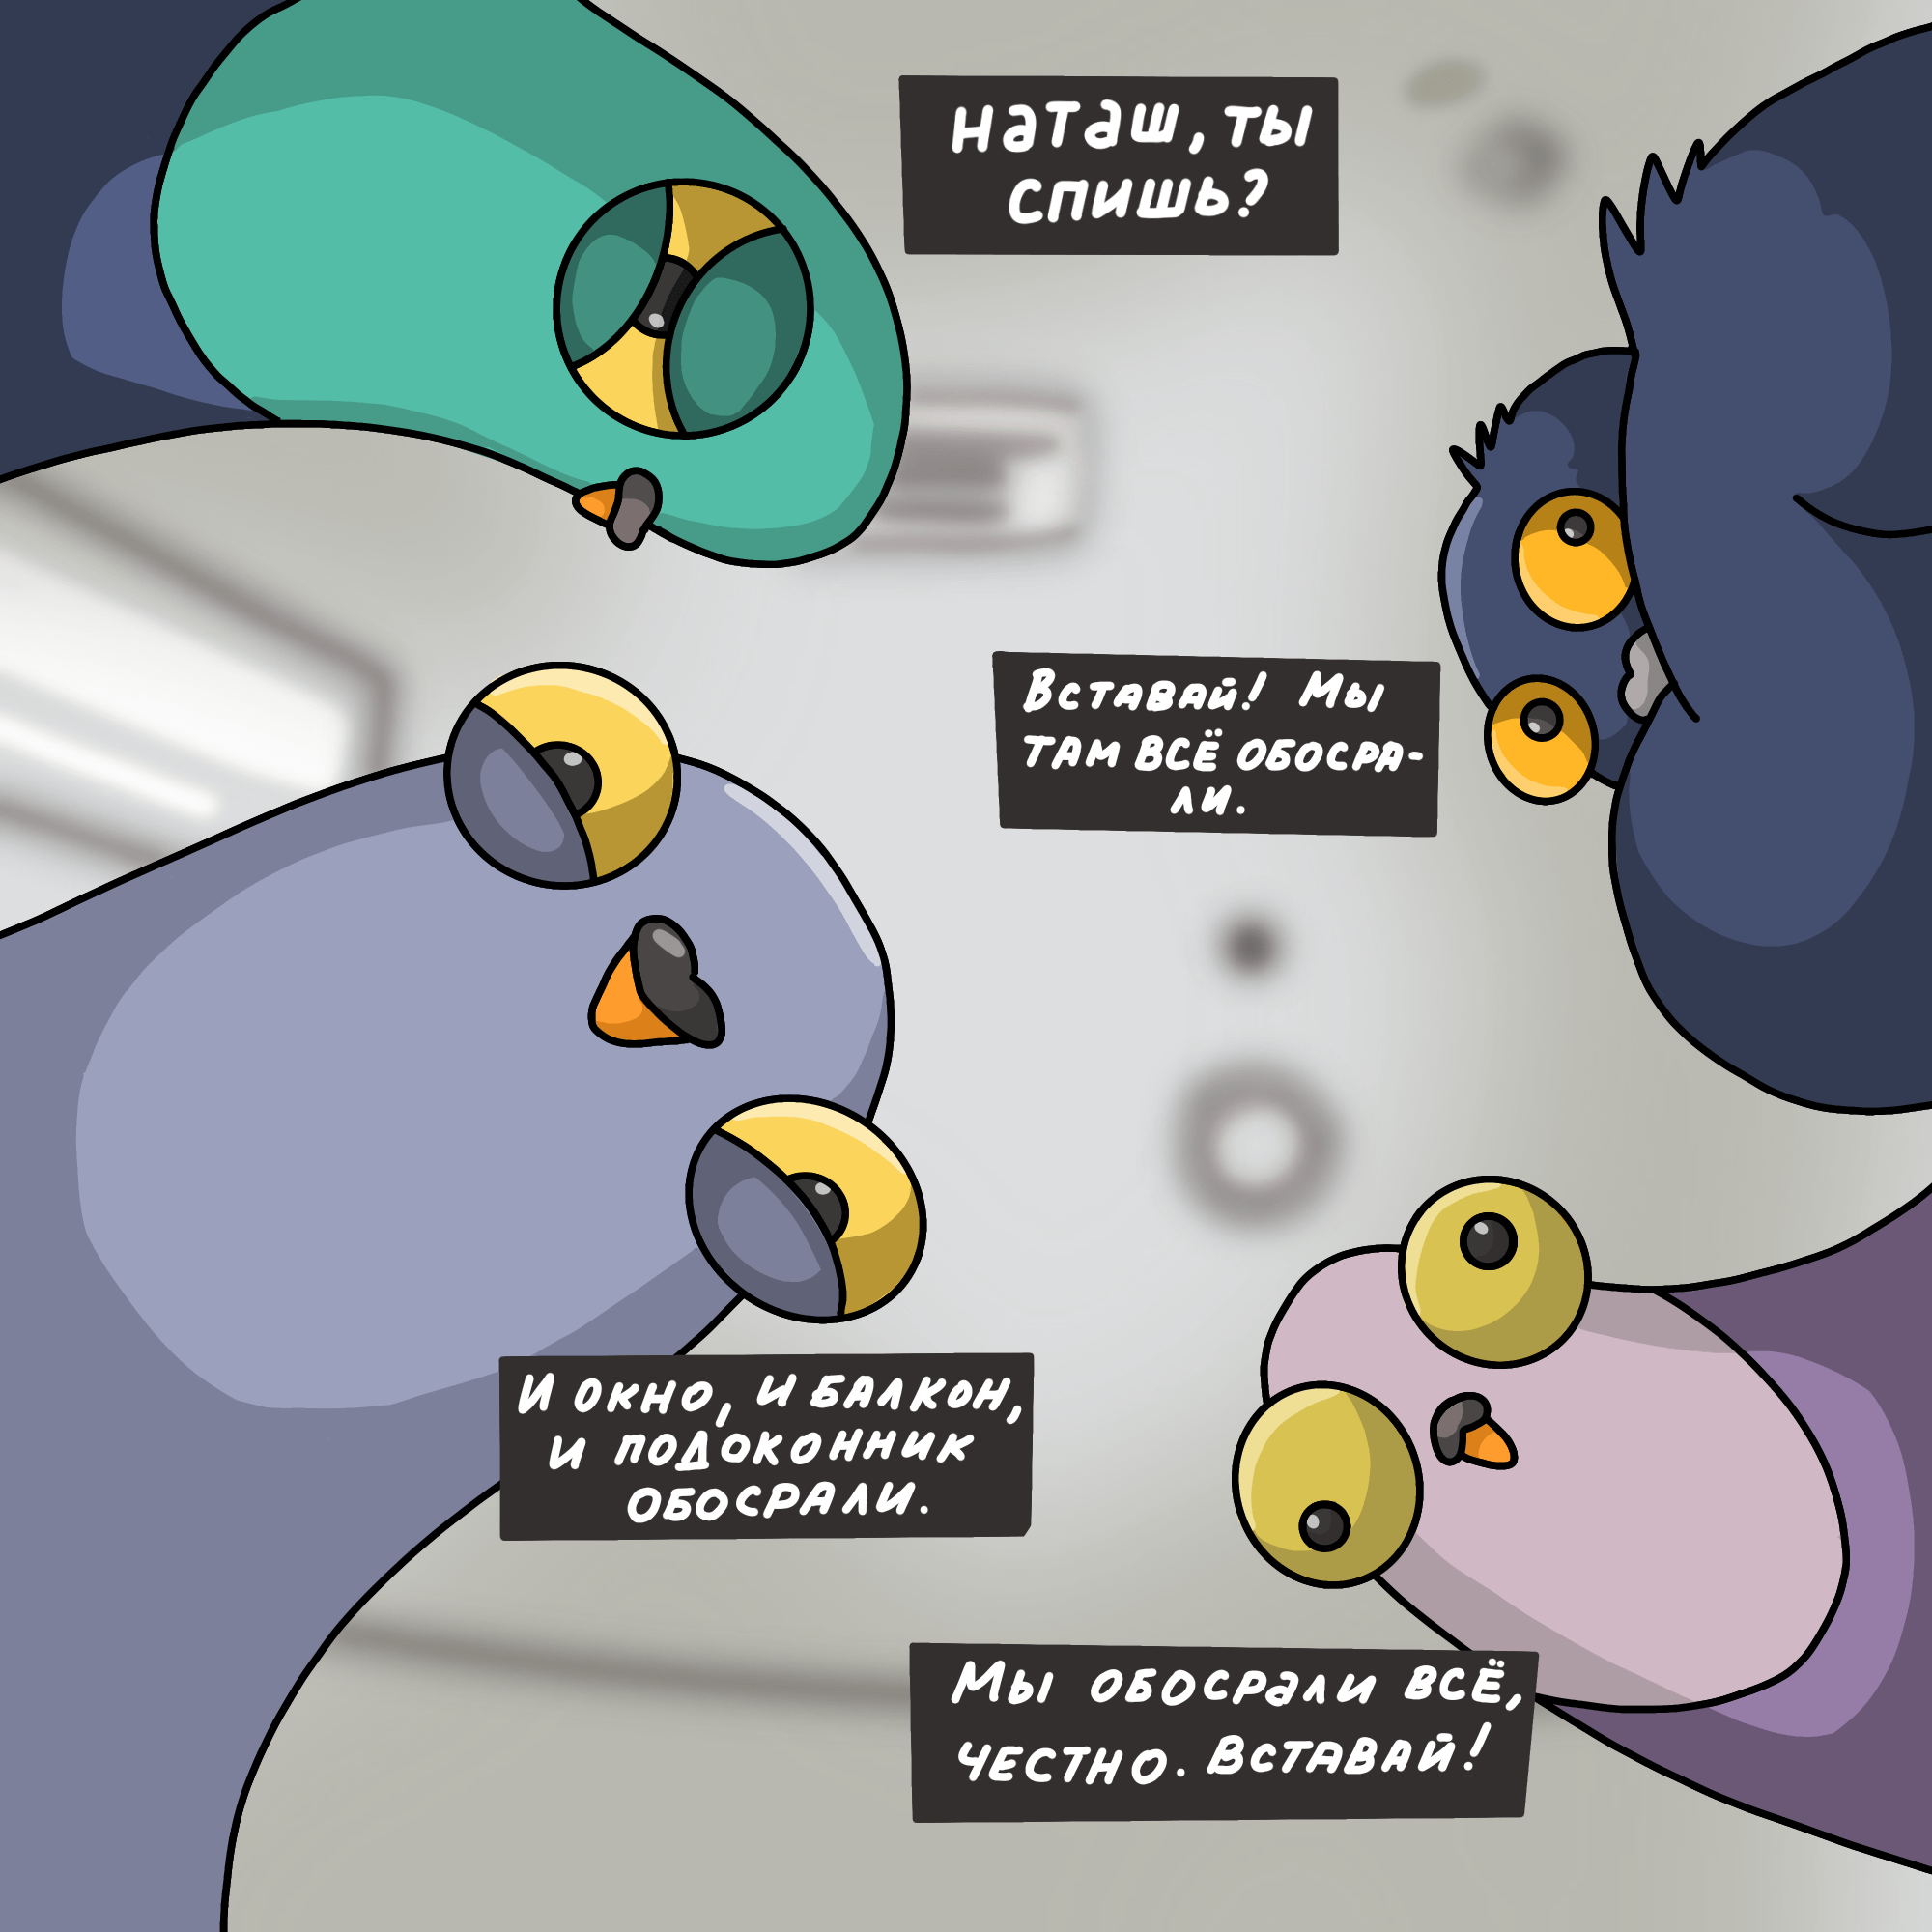 Наташ, ты
спишь?
Вставай! Мы
там всё обосра-
ли.
И окно, и балкон,
и подоконник
обосрали.
Мы обосрали всё,
честно. Вставай!